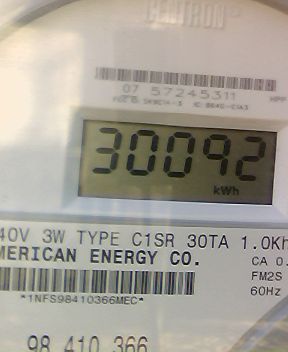 CENTRON
07 57245311
30092
kWh
40V 3W TYPE C1SR 30TA 1.0Kh
MERICAN ENERGY CO.
CA 0.
FM2S
60Hz
*1NFS98410366MEC*
98 410 366